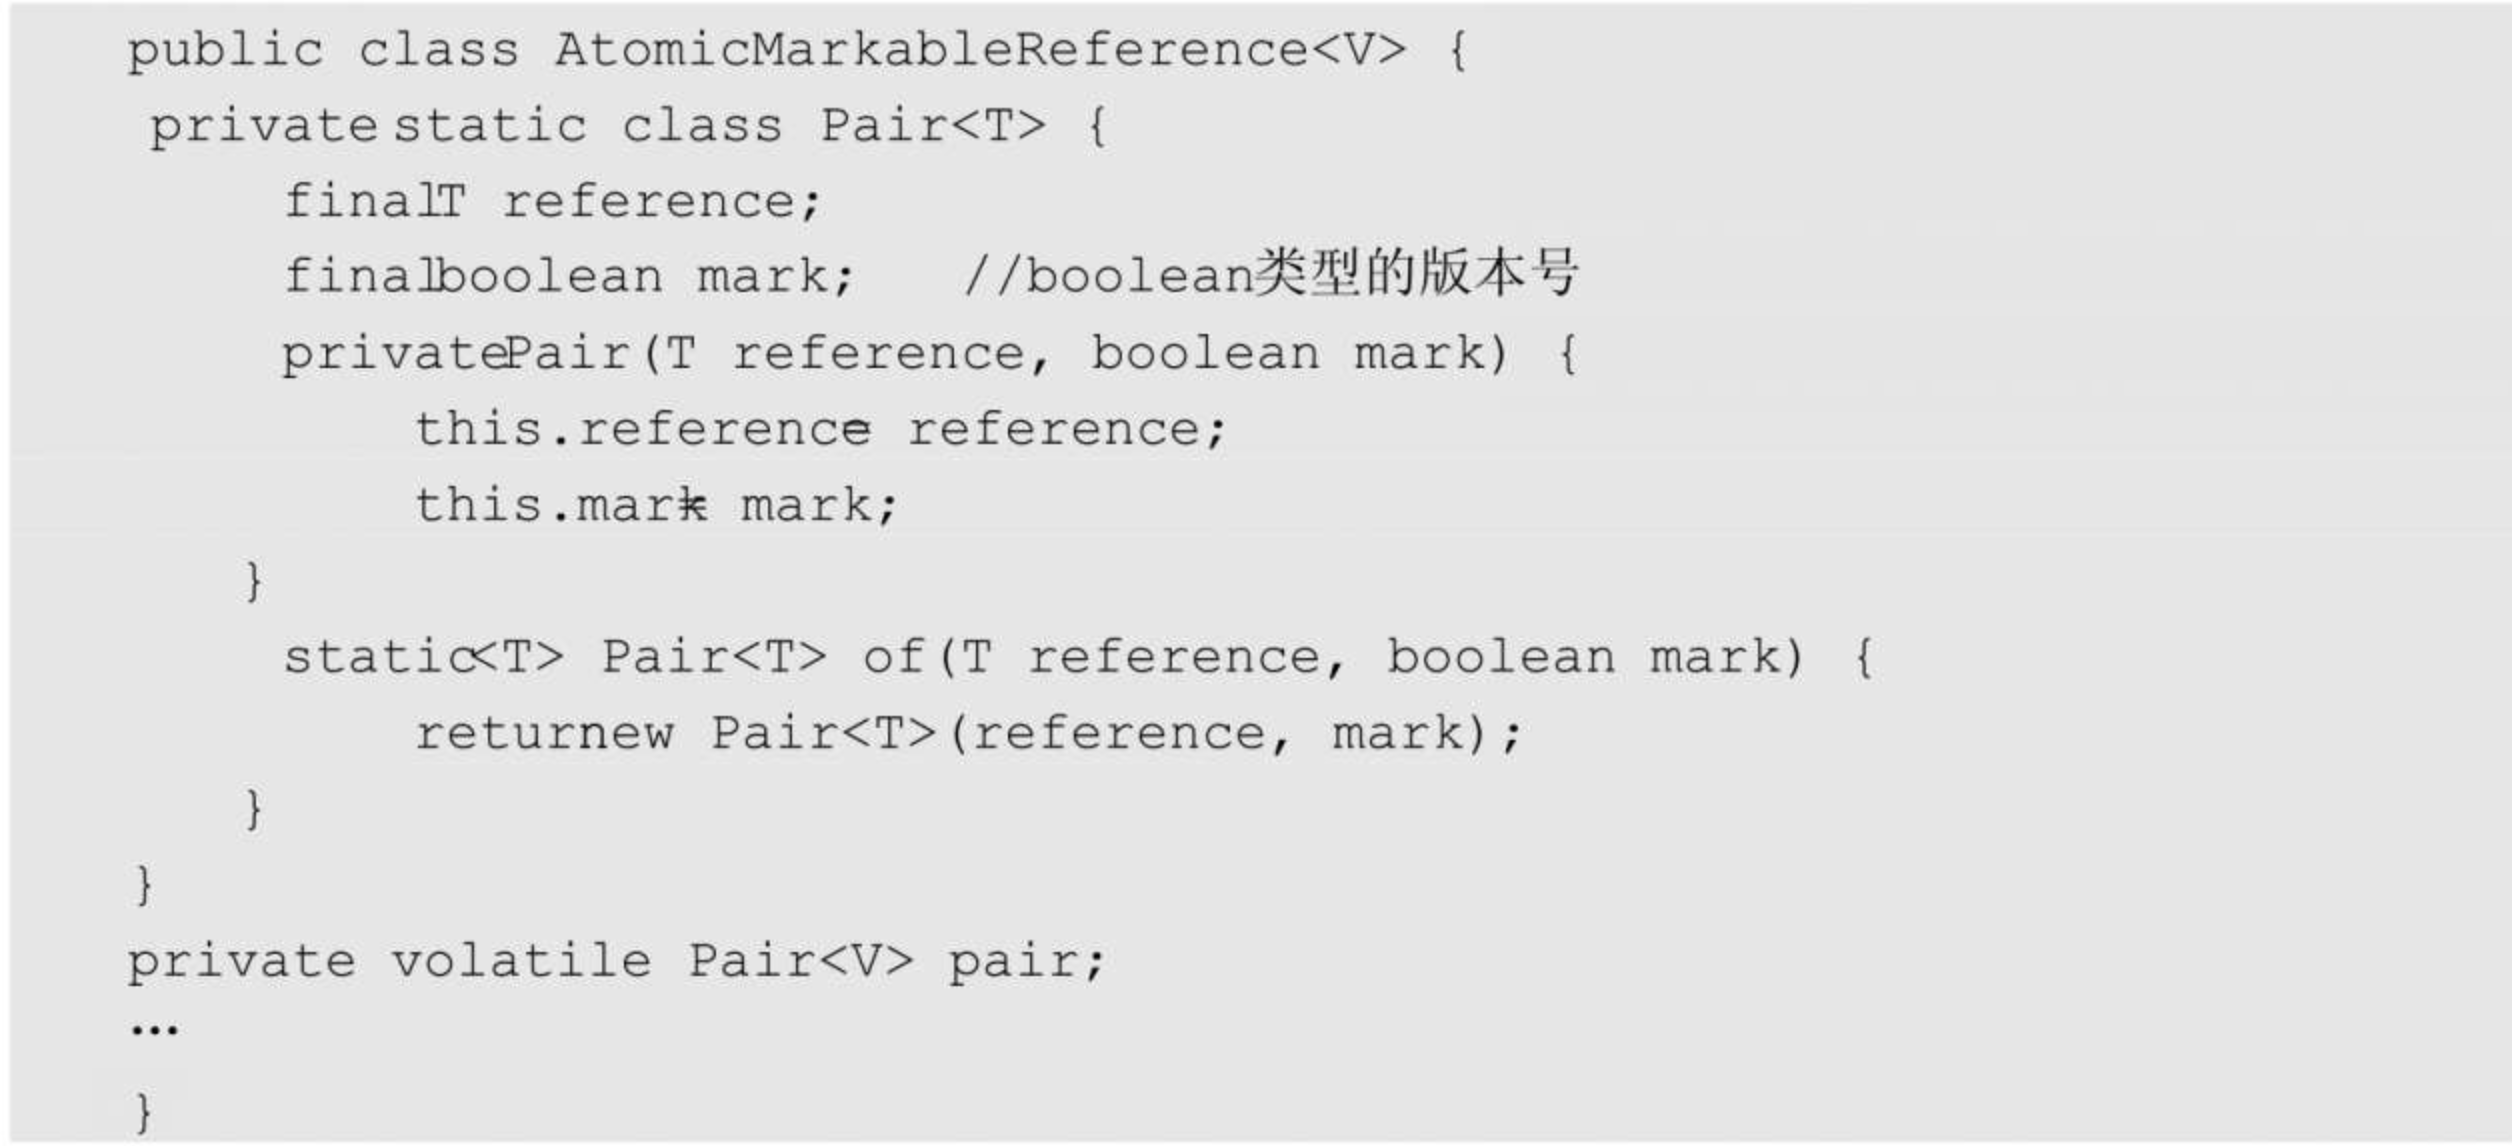 public class AtomicMarkableReference<V> {
private static class Pair<T> {
finalT reference;
finalboolean mark; //boolean类型的版本号
privatePair(T reference, boolean mark) {
this.reference= reference;
this.mark= mark;
}
static<T> Pair<T> of(T reference, boolean mark) {
returnew Pair<T>(reference, mark);
}
}
private volatile Pair<V> pair;
…
}